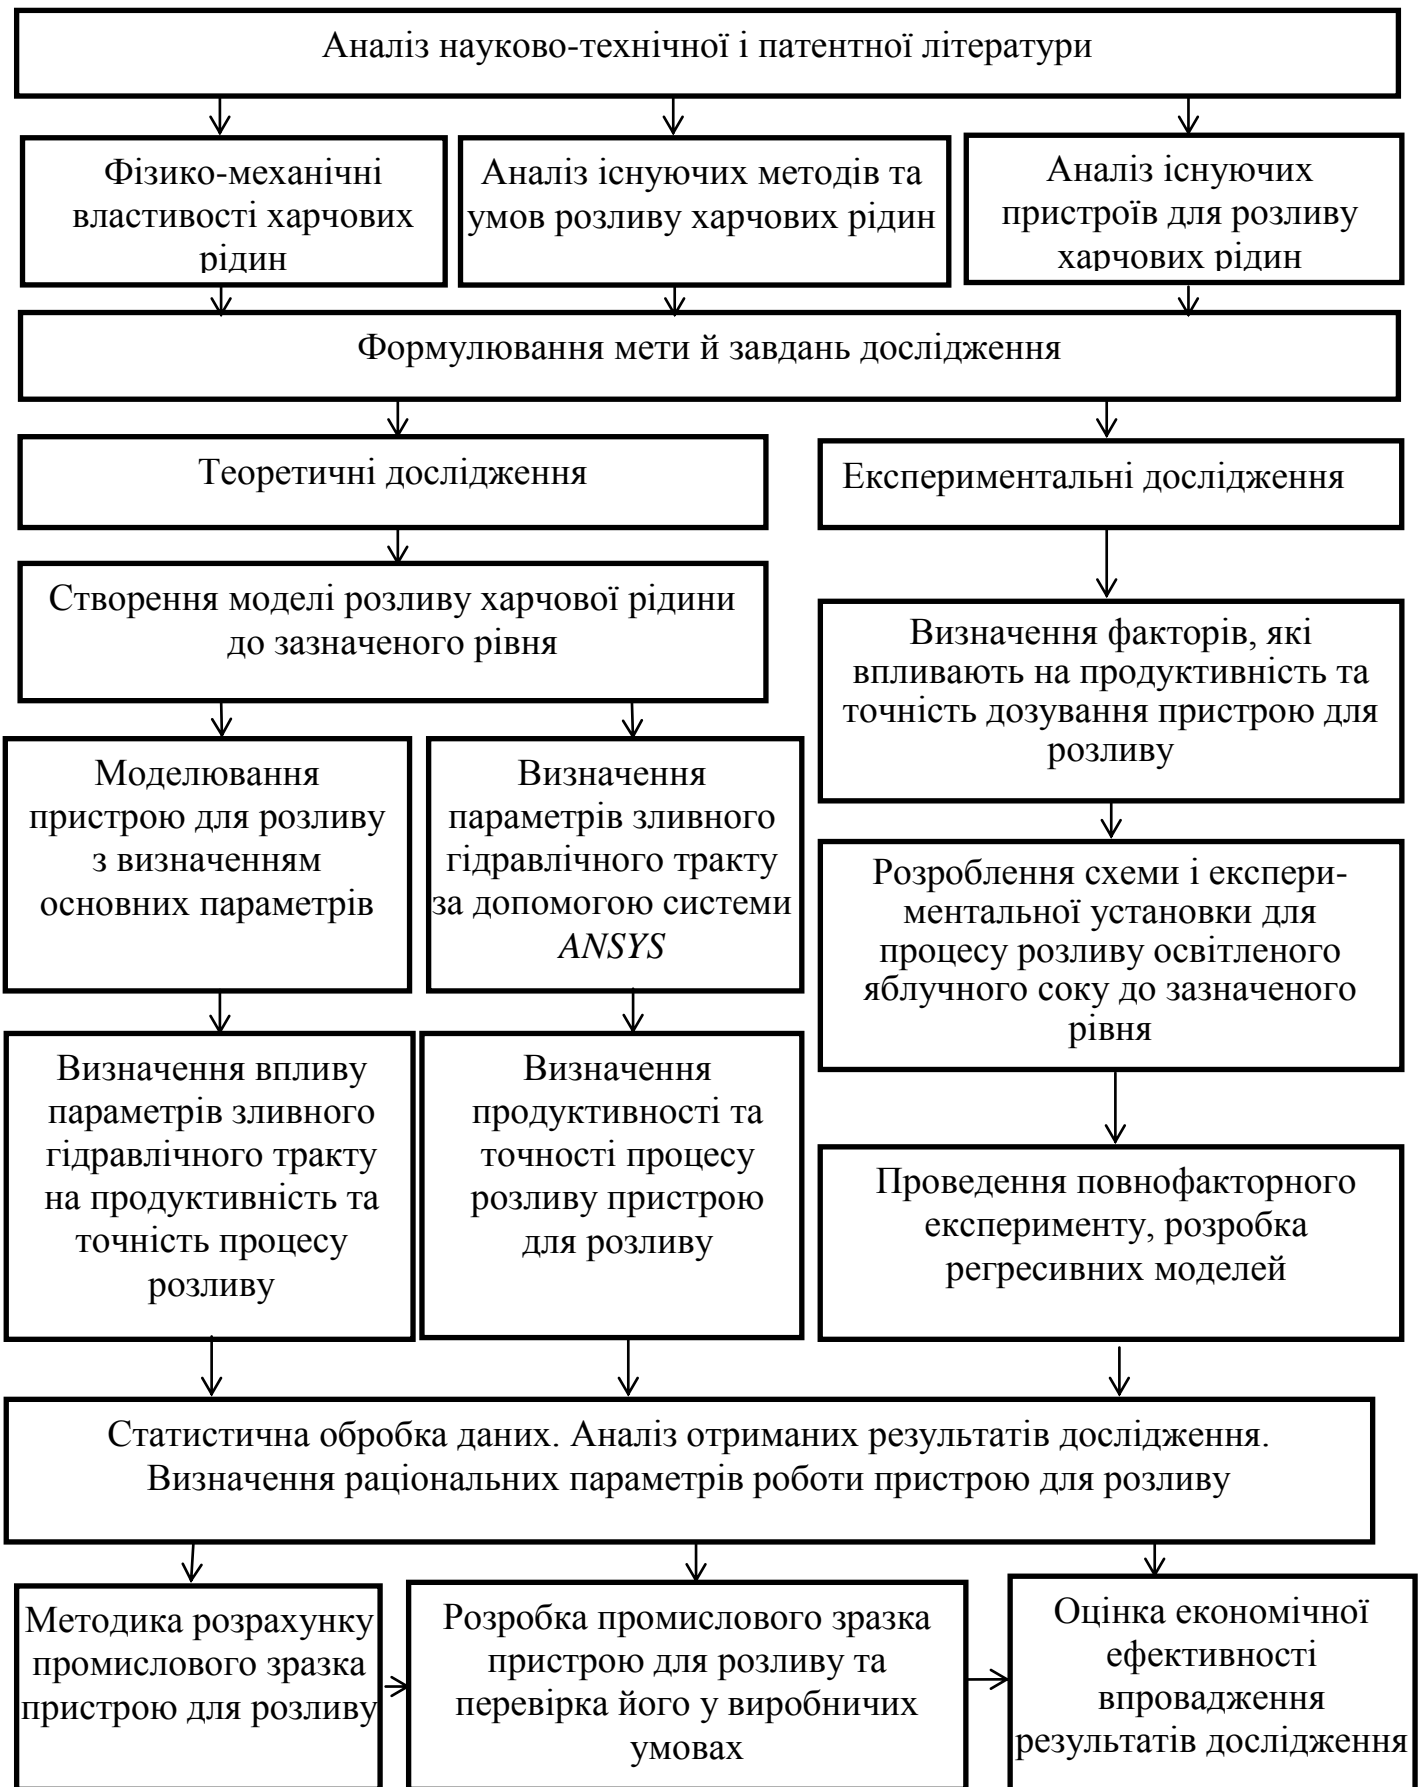 Аналіз науково-технічної і патентної літератури
Фізико-механічні
властивості харчових
рідин
Аналіз існуючих методів та
умов розливу харчових рідин
Аналіз існуючих
пристроїв для розливу
харчових рідин
Формулювання мети й завдань дослідження
Теоретичні дослідження
Експериментальні дослідження
Створення моделі розливу харчової рідини
до зазначеного рівня
Визначення факторів, які
впливають на продуктивність та
точність дозування пристрою для
розливу
Моделювання
пристрою для розливу
з визначенням
основних параметрів
Визначення
параметрів зливного
гідравлічного тракту
за допомогою системи
ANSYS
Розроблення схеми і експери-
ментальної установки для
процесу розливу освітленого
яблучного соку до зазначеного
рівня
Визначення впливу
параметрів зливного
гідравлічного тракту
на продуктивність та
точність процесу
розливу
Визначення
продуктивності та
точності процесу
розливу пристрою
для розливу
Проведення повнофакторного
експерименту, розробка
регресивних моделей
Статистична обробка даних. Аналіз отриманих результатів дослідження.
Визначення раціональних параметрів роботи пристрою для розливу
Методика розрахунку
промислового зразка
пристрою для розливу
Розробка промислового зразка
пристрою для розливу та
перевірка його у виробничих
умовах
Оцінка економічної
ефективності
впровадження
результатів дослідження